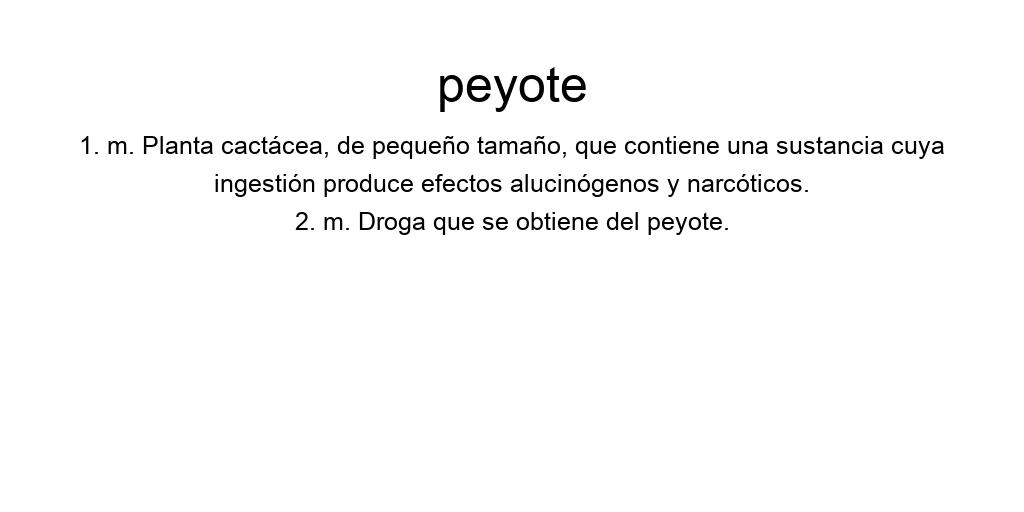 peyote
1. m. Planta cactácea, de pequeño tamaño, que contiene una sustancia cuya
ingestión produce efectos alucinógenos y narcóticos.
2. m. Droga que se obtiene del peyote.